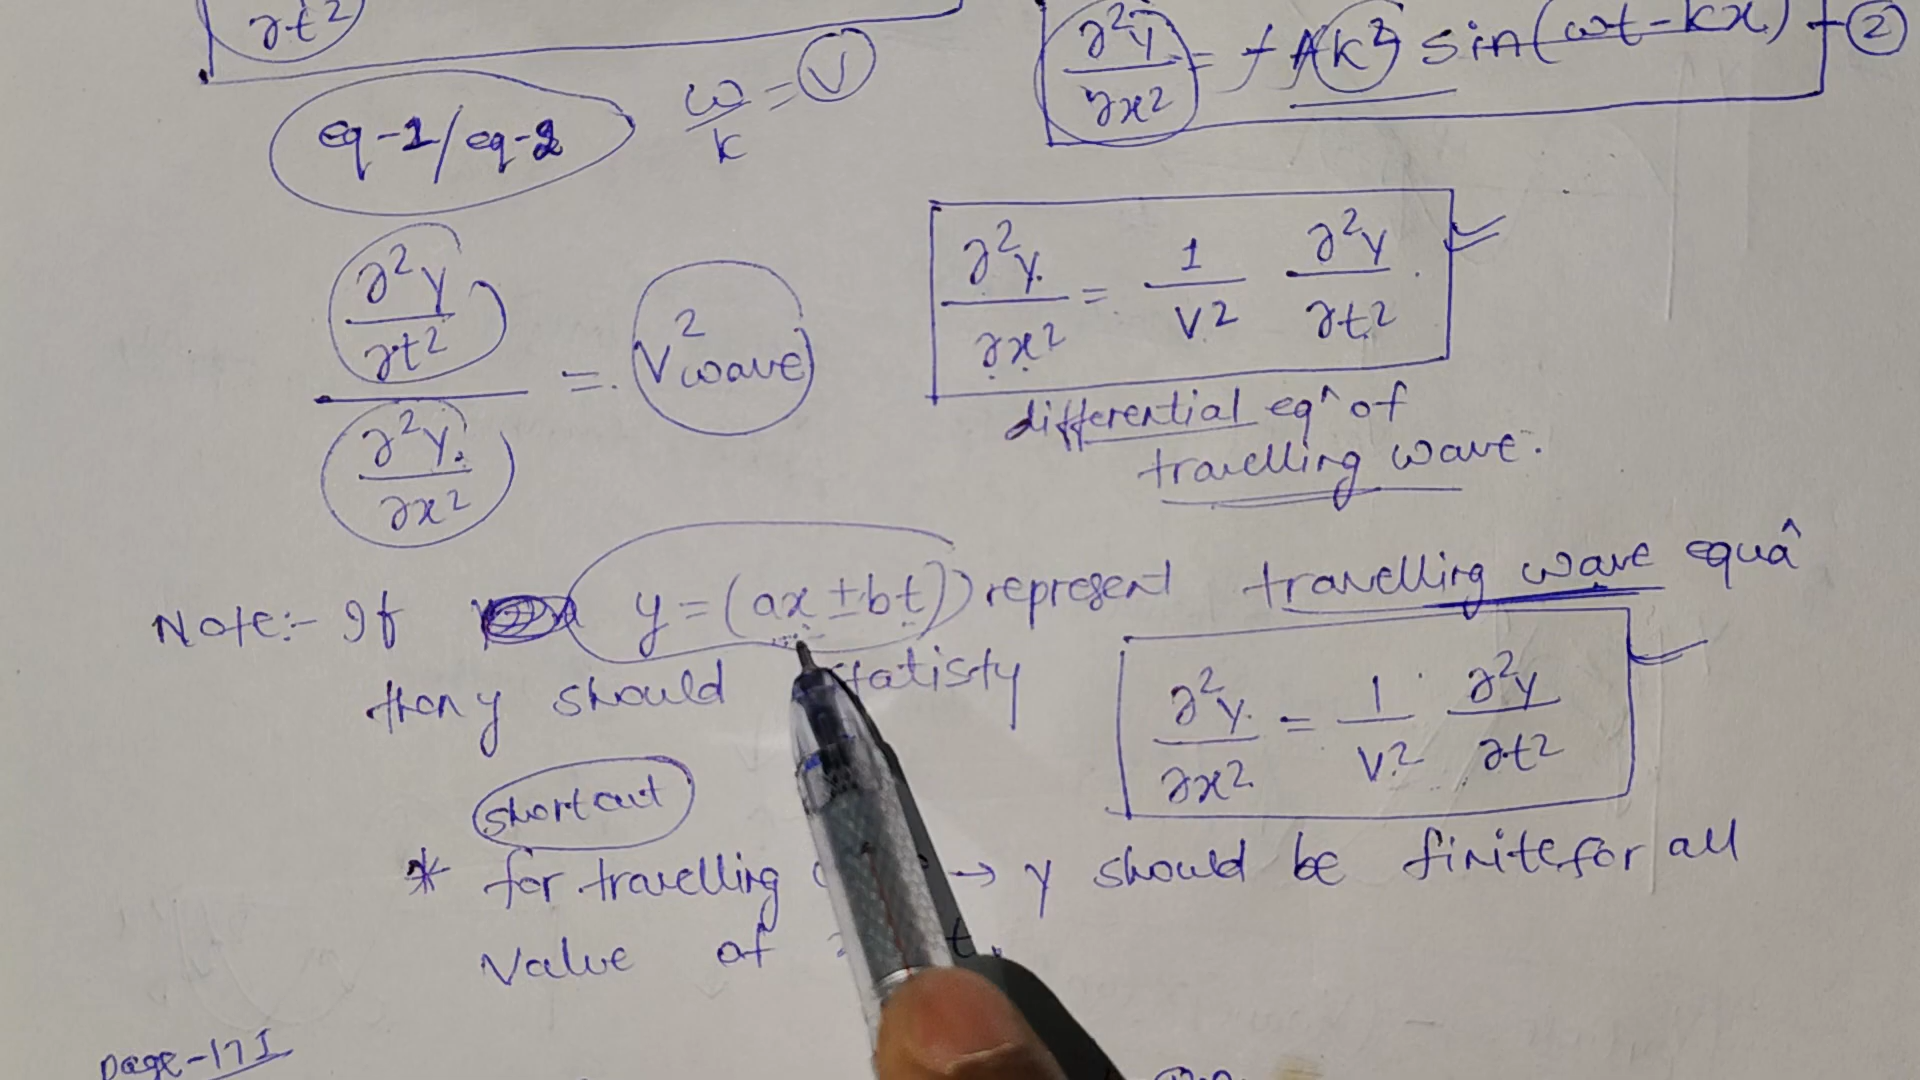 ∂t²
∂²y/∂x² = + Ak² sin(ωt - kx) - ②
eq-1/eq-2 ω/k = V
∂²y/∂t² / ∂²y/∂x² = V²wave
∂²y/∂x² = 1/V² ∂²y/∂t²
differential eqⁿ of
travelling wave.
Note:- If y = (ax ± bt) represent travelling wave equaⁿ
then y should satisfy ∂²y/∂x² = 1/V² ∂²y/∂t²
shortcut
* for travelling → y should be finite for all
Value of t.
Page-171